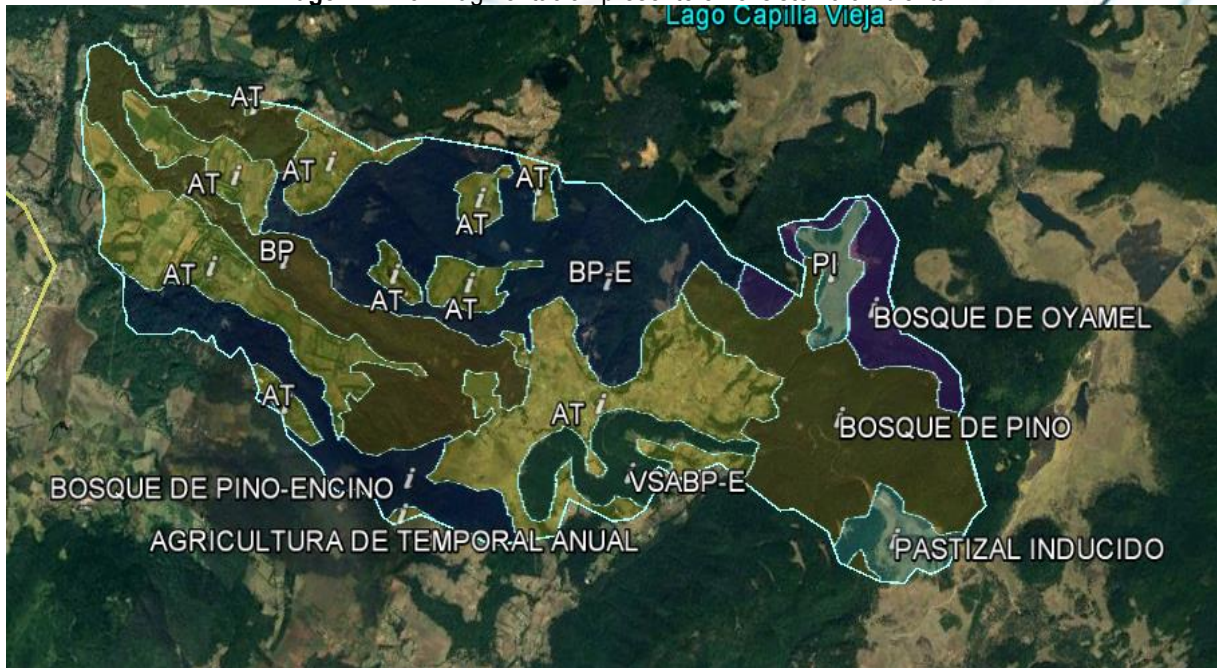 Lago Capilla Vieja
AT
AT
AT
AT
AT
BP
AT
AT
AT
BP-E
PI
BOSQUE DE OYAMEL
AT
AT
BOSQUE DE PINO
BOSQUE DE PINO-ENCINO
VSABP-E
AGRICULTURA DE TEMPORAL ANUAL
PASTIZAL INDUCIDO